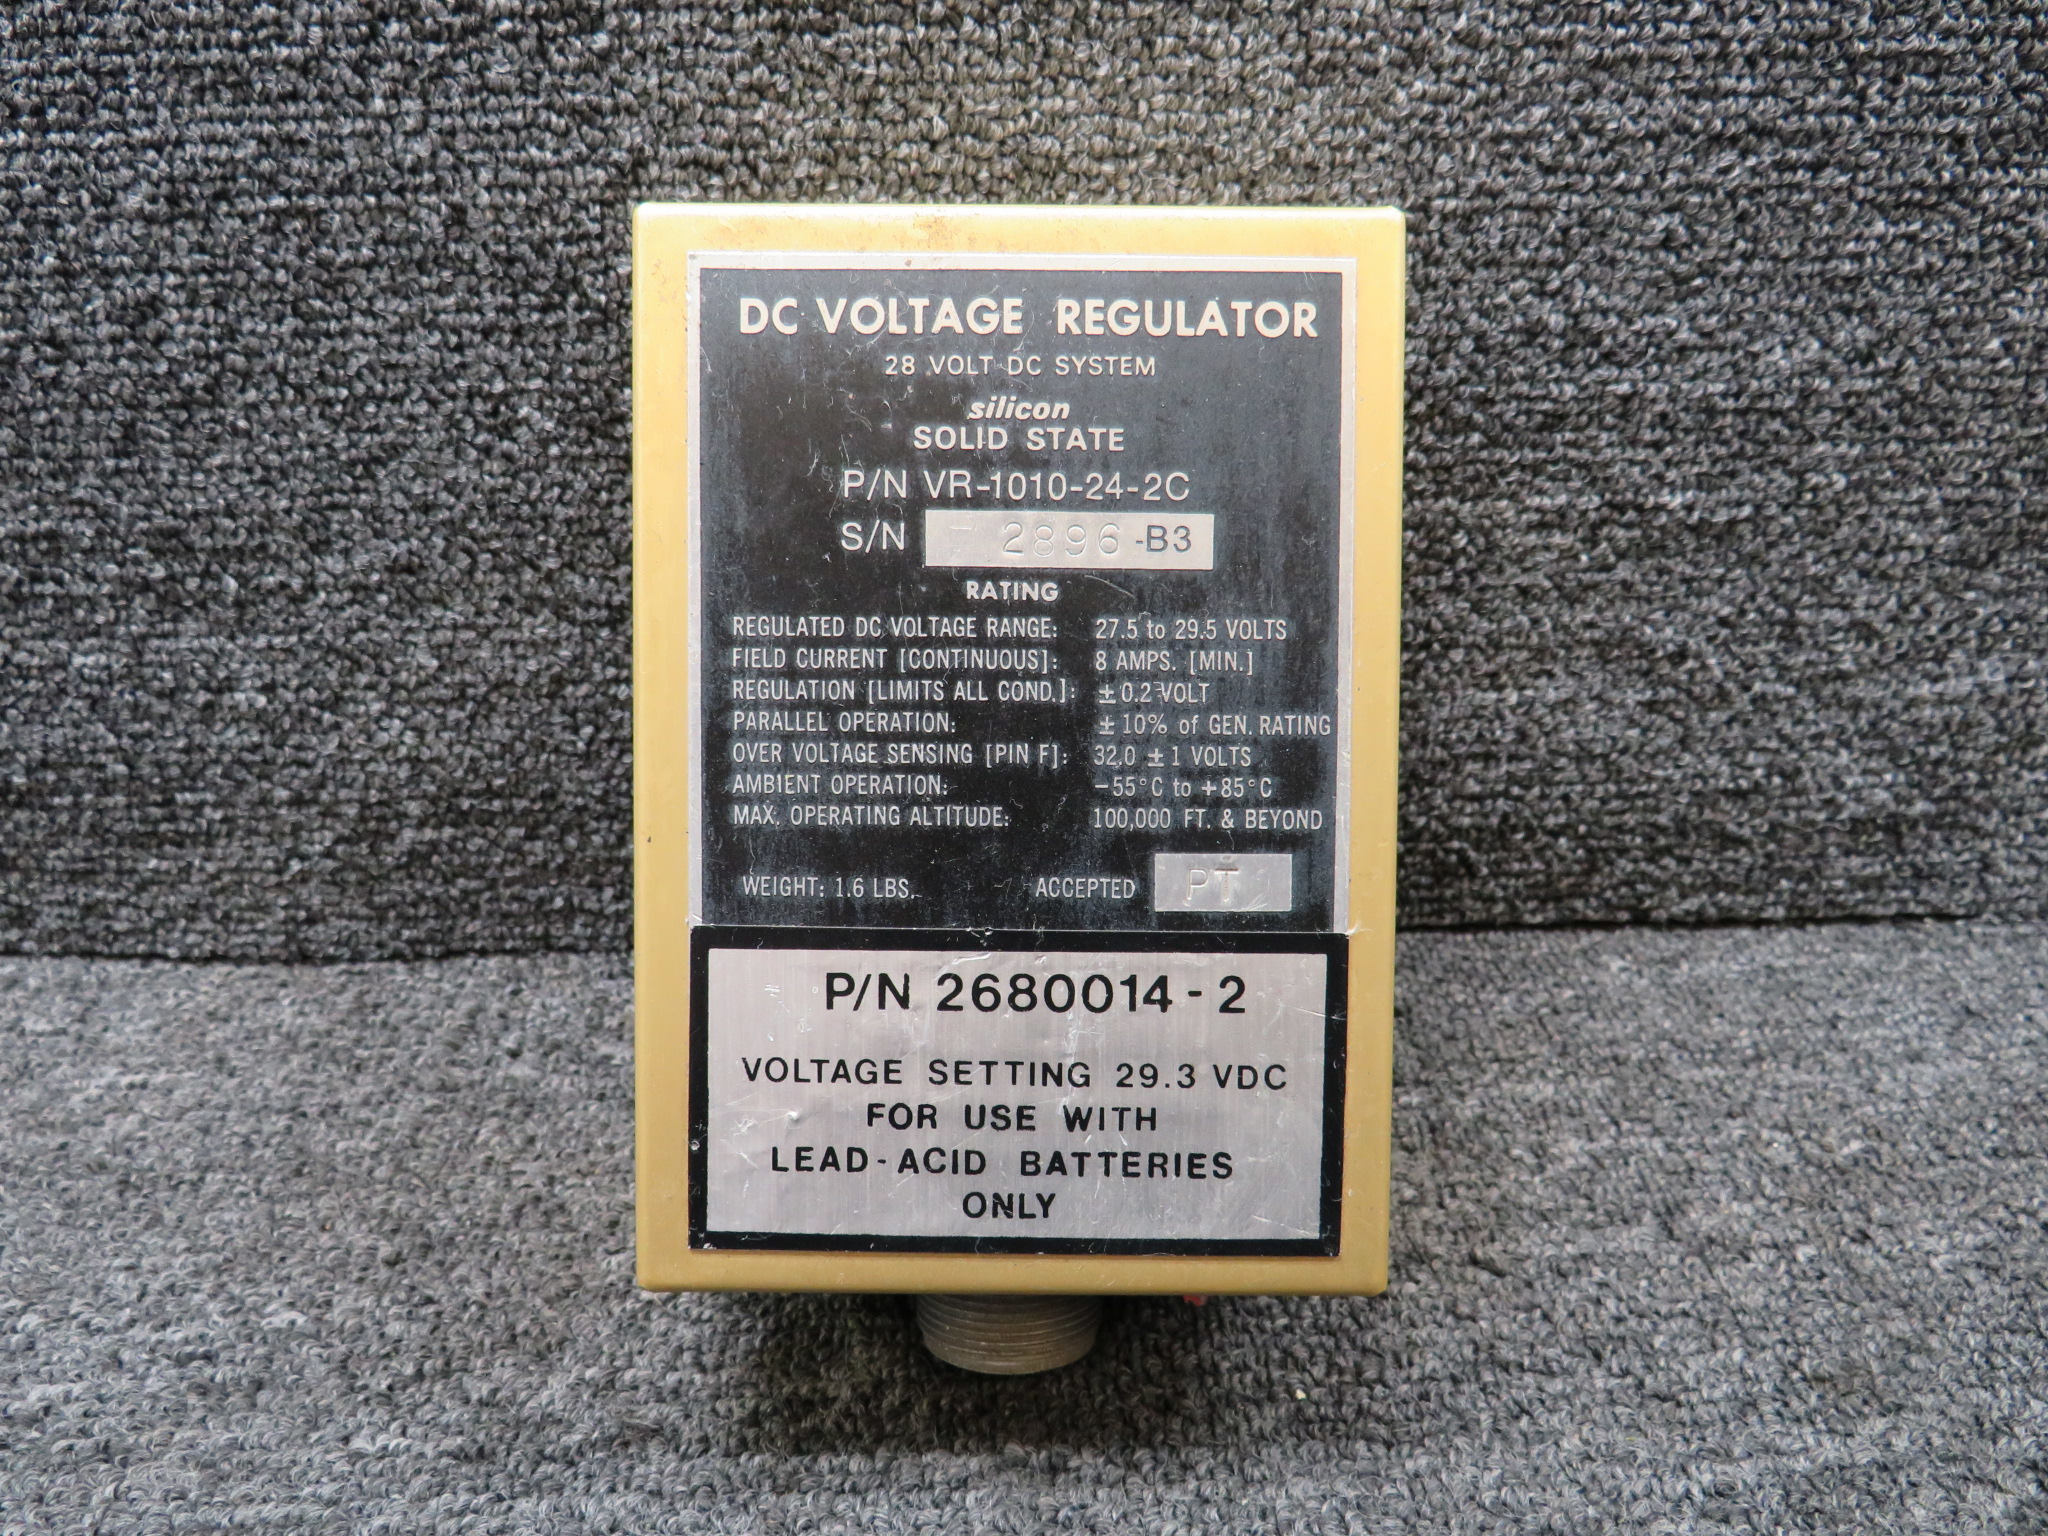 DC VOLTAGE REGULATOR
28 VOLT DC SYSTEM
silicon
SOLID STATE
P/N VR-1010-24-2C
S/N 2896-B3
RATING
REGULATED DC VOLTAGE RANGE: 27.5 to 29.5 VOLTS
FIELD CURRENT [CONTINUOUS]: 8 AMPS. [MIN.]
REGULATION [LIMITS ALL COND.]: ±0.2 VOLT
PARALLEL OPERATION: ±10% of GEN. RATING
OVER VOLTAGE SENSING [PIN F]: 32.0 ±1 VOLTS
AMBIENT OPERATION: −55°C to +85°C
MAX. OPERATING ALTITUDE: 100,000 FT. & BEYOND
WEIGHT: 1.6 LBS. ACCEPTED PT
P/N 2680014-2
VOLTAGE SETTING 29.3 VDC
FOR USE WITH
LEAD-ACID BATTERIES
ONLY